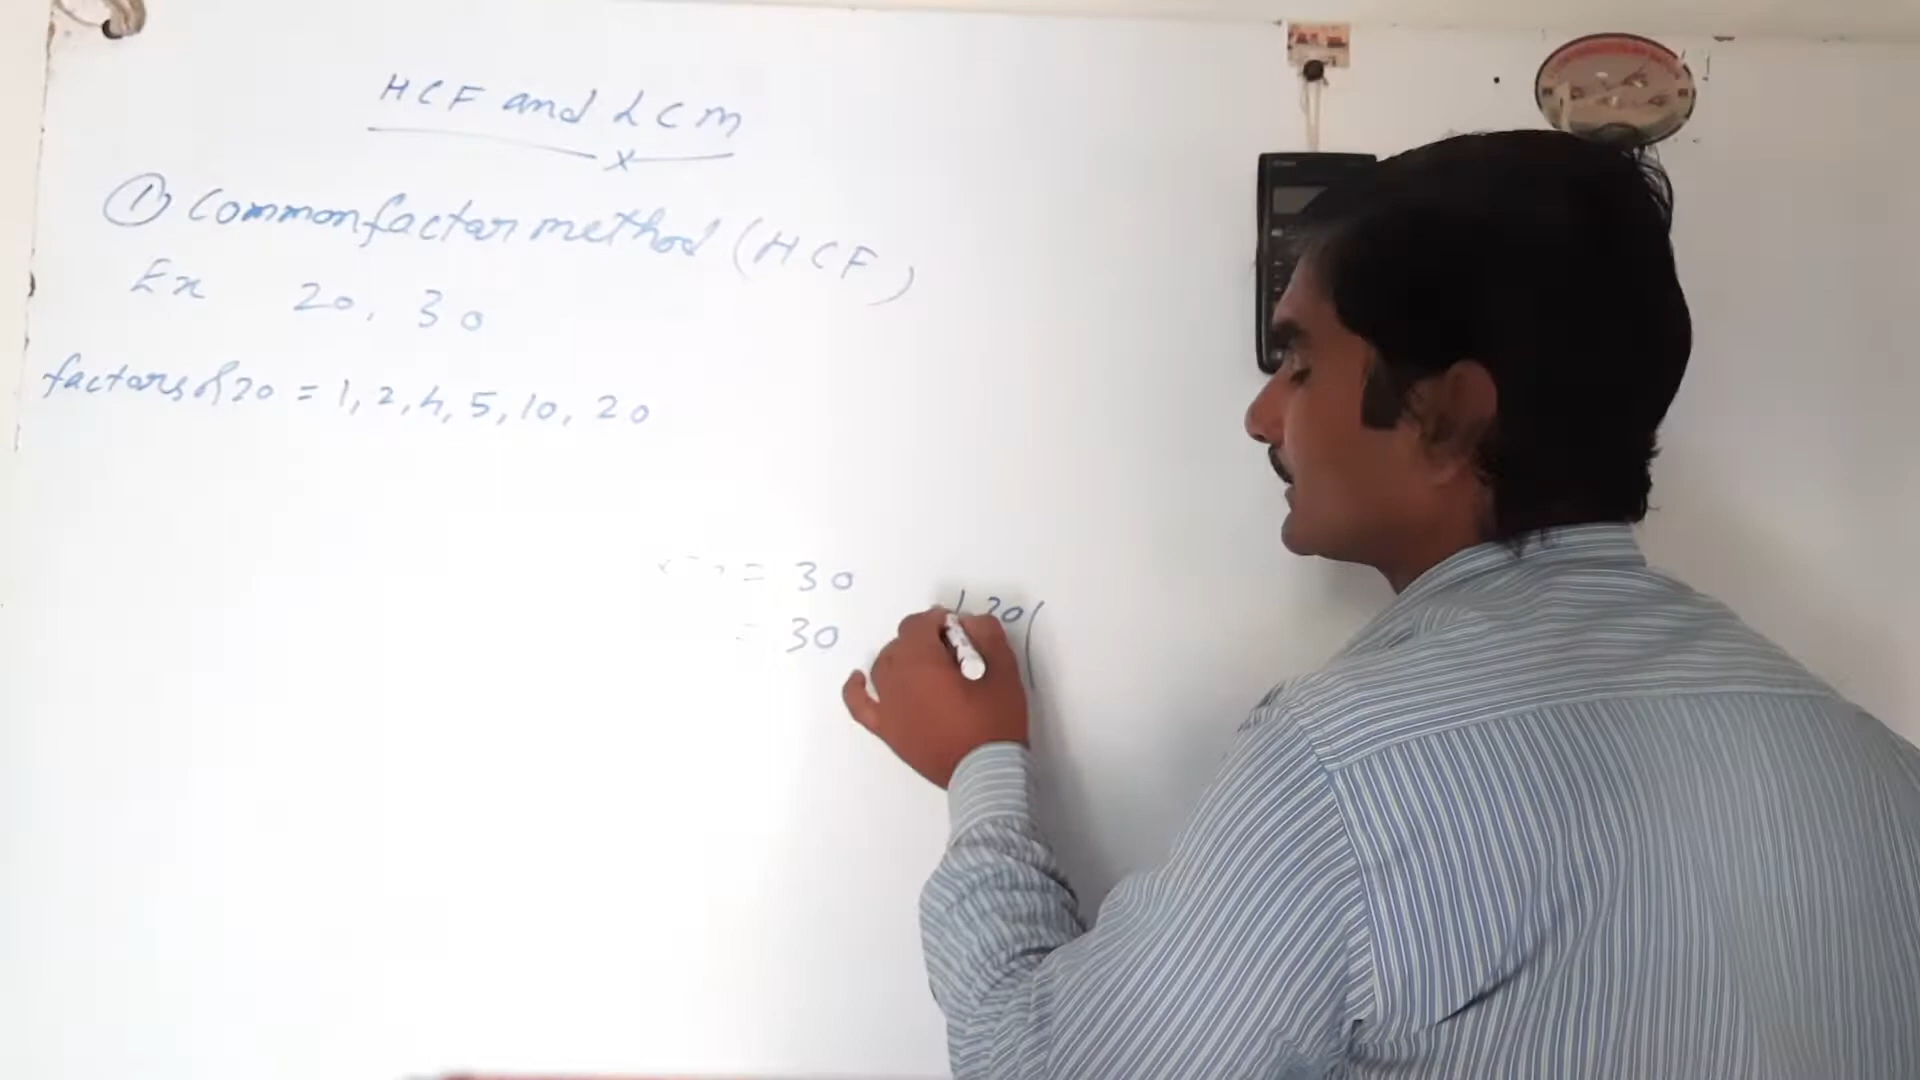 HCF and LCM
x
① Common factor method (HCF)
Ex 20, 30
factors of 20 = 1, 2, 4, 5, 10, 20
= 30
= 30
) 30 (